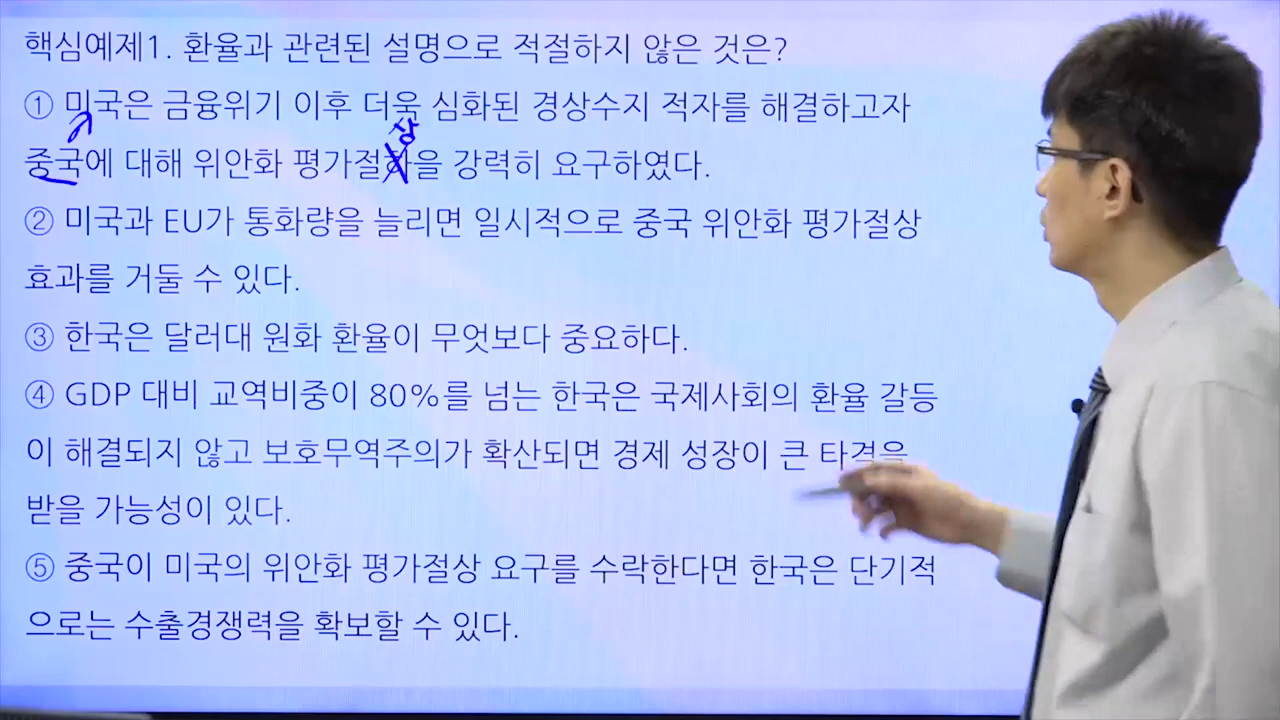 핵심예제1. 환율과 관련된 설명으로 적절하지 않은 것은?
① 미국은 금융위기 이후 더욱 심화된 경상수지 적자를 해결하고자
상
중국에 대해 위안화 평가절하을 강력히 요구하였다.
② 미국과 EU가 통화량을 늘리면 일시적으로 중국 위안화 평가절상
효과를 거둘 수 있다.
③ 한국은 달러대 원화 환율이 무엇보다 중요하다.
④ GDP 대비 교역비중이 80%를 넘는 한국은 국제사회의 환율 갈등
이 해결되지 않고 보호무역주의가 확산되면 경제 성장이 큰 타격을
받을 가능성이 있다.
⑤ 중국이 미국의 위안화 평가절상 요구를 수락한다면 한국은 단기적
으로는 수출경쟁력을 확보할 수 있다.